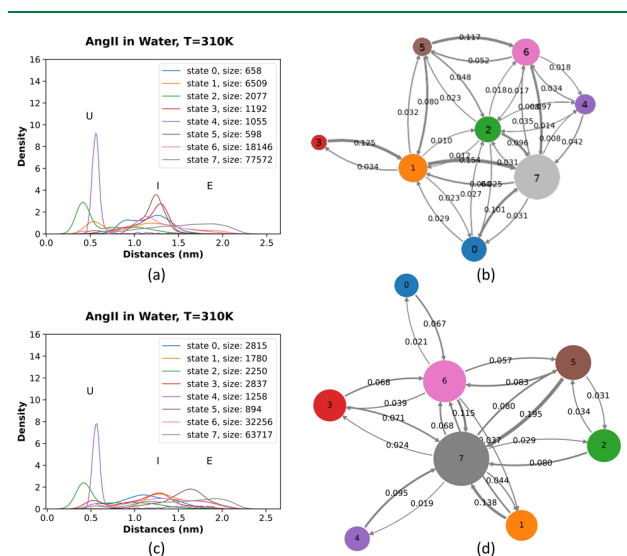 AngII in Water, T=310K
16
14
12
10
8
6
4
2
0
Density
U
I
E
state 0, size: 658
state 1, size: 6509
state 2, size: 2077
state 3, size: 1192
state 4, size: 1055
state 5, size: 598
state 6, size: 18146
state 7, size: 77572
0.0 0.5 1.0 1.5 2.0 2.5
Distances (nm)
(a)
5
6
4
3
2
1
7
0
0.117
0.052
0.018
0.048
0.034
0.018
0.017
0.032
0.080
0.023
0.035
0.014
0.125
0.010
0.096
0.008
0.042
0.034
0.012
0.154
0.031
0.023
0.027
0.029
0.101
0.031
(b)
AngII in Water, T=310K
16
14
12
10
8
6
4
2
0
Density
U
I
E
state 0, size: 2815
state 1, size: 1780
state 2, size: 2250
state 3, size: 2837
state 4, size: 1258
state 5, size: 894
state 6, size: 32256
state 7, size: 63717
0.0 0.5 1.0 1.5 2.0 2.5
Distances (nm)
(c)
0
0.067
0.021
0.057
5
6
0.068
0.083
0.031
3
0.039
0.080
0.195
0.115
0.034
0.071
0.068
0.037
0.029
2
0.024
7
0.080
0.095
0.044
0.019
0.138
4
1
(d)